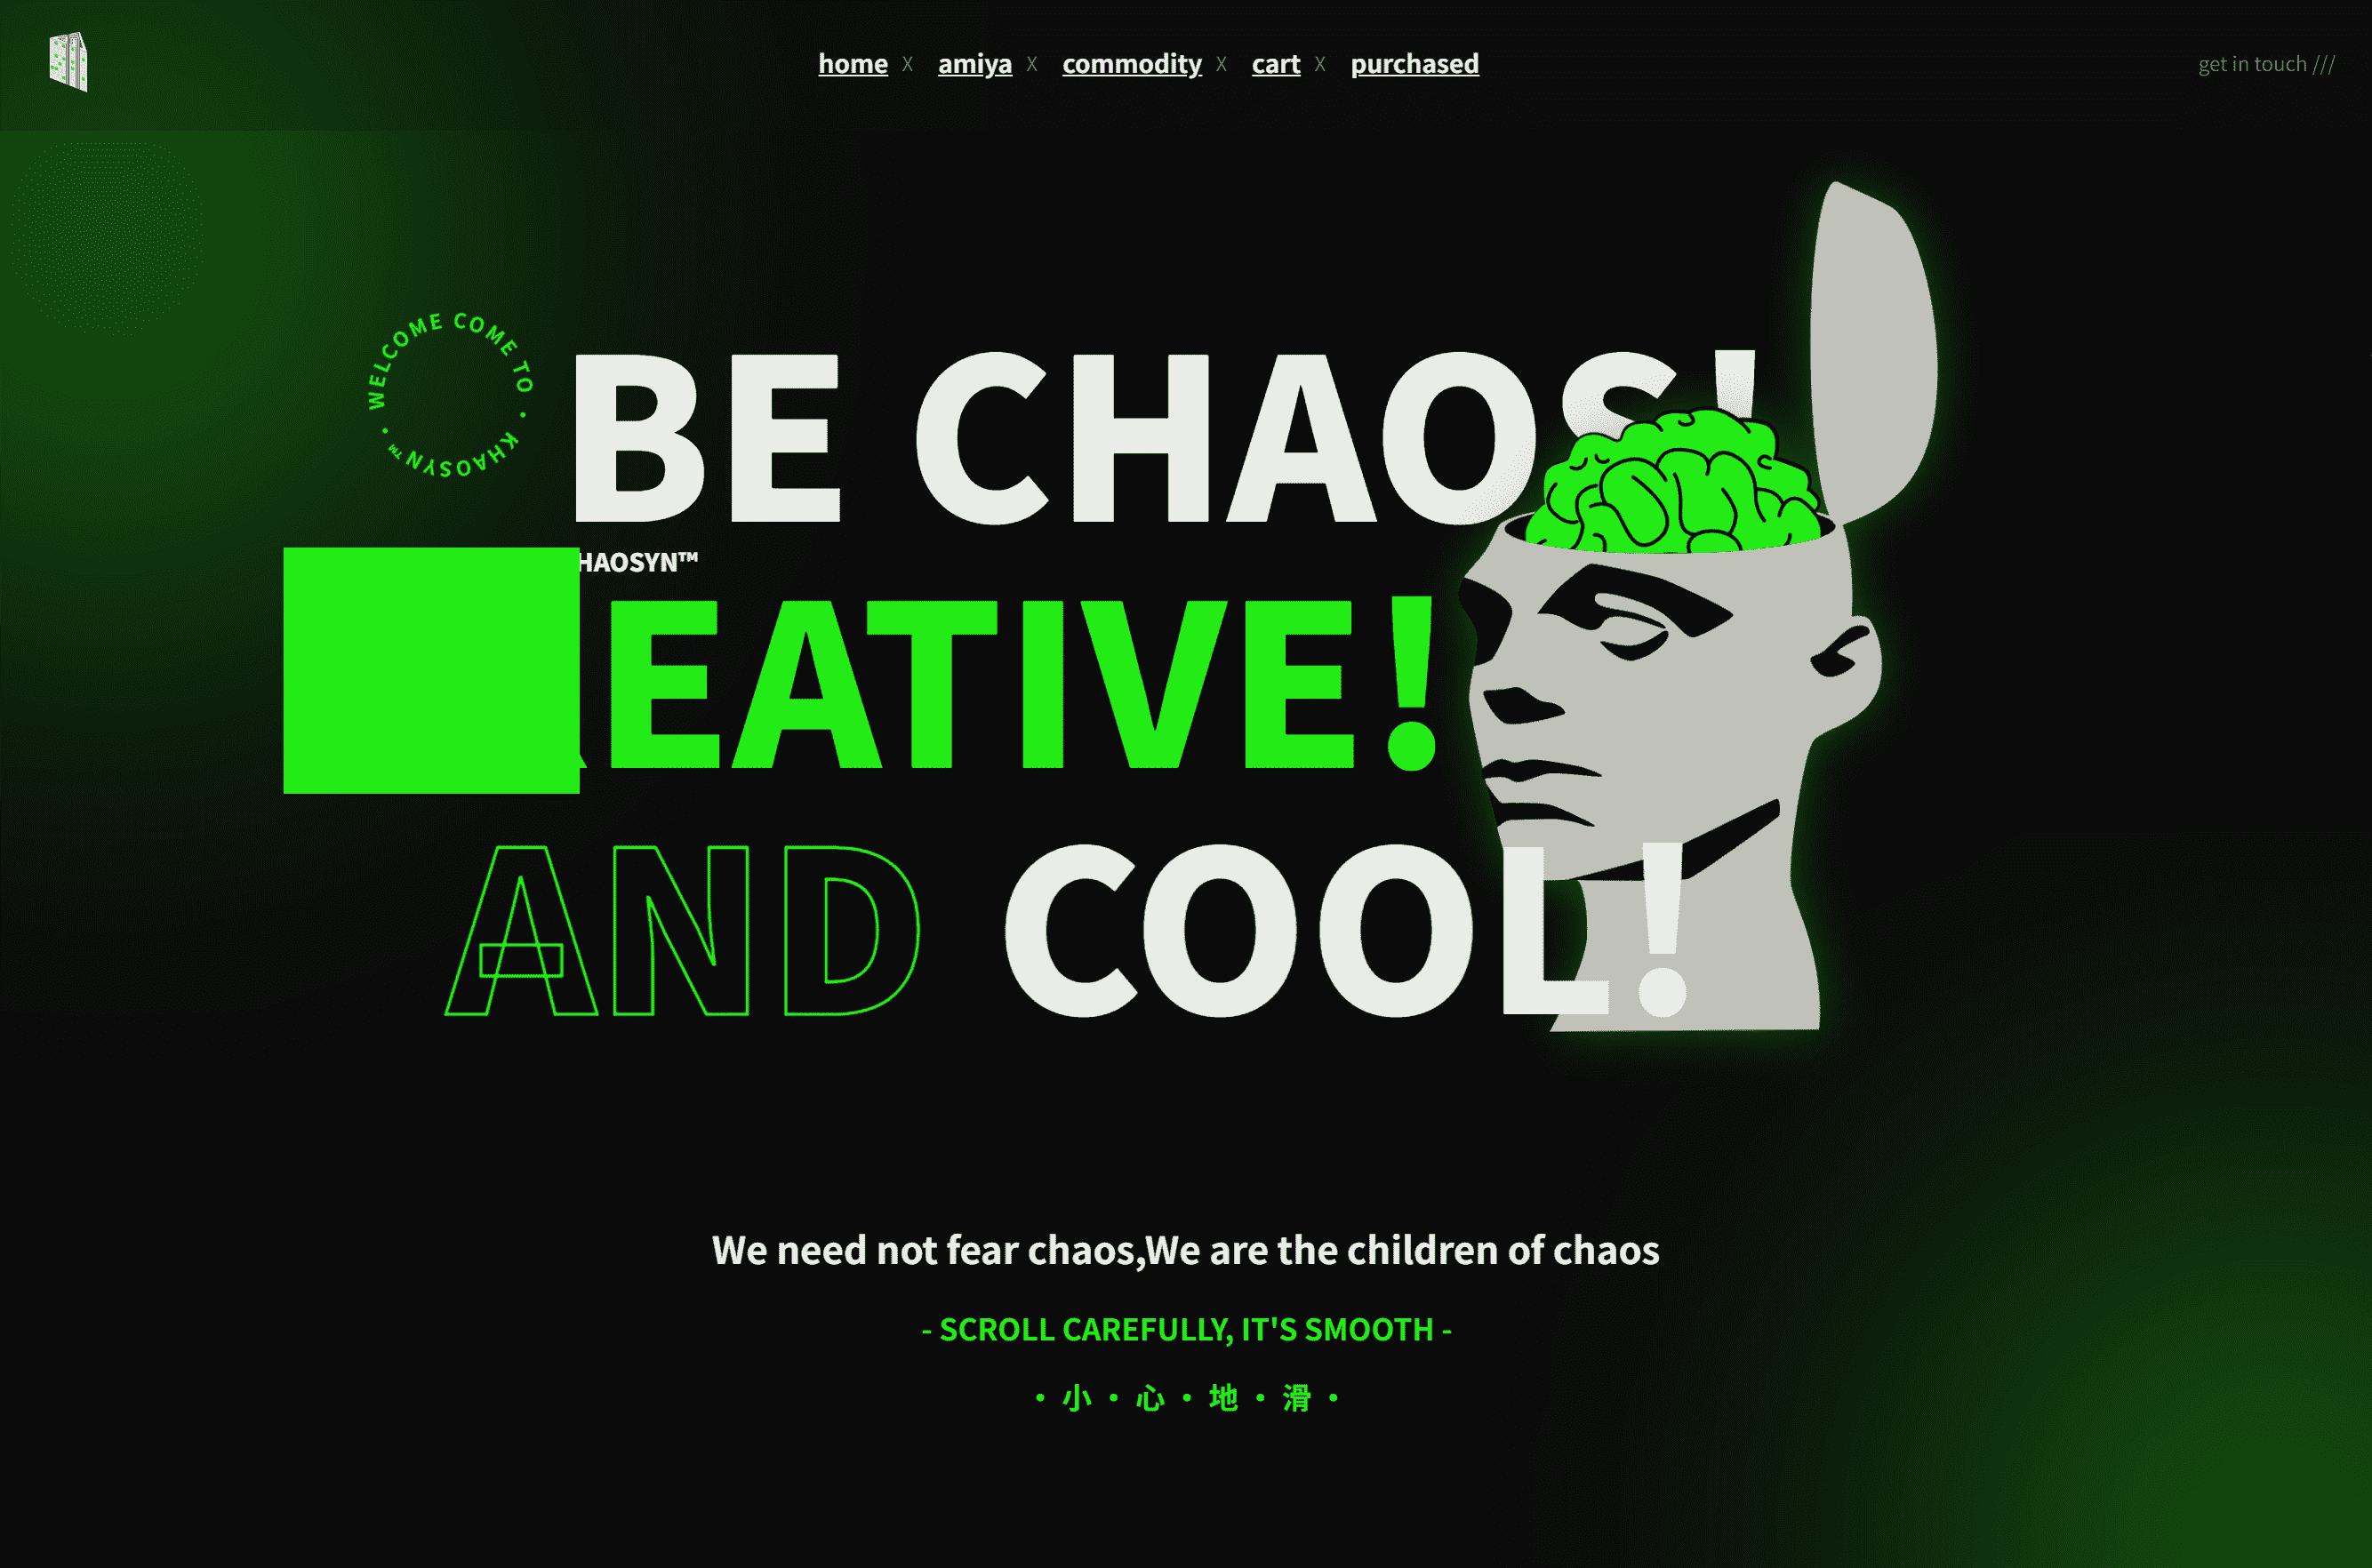 home X amiya X commodity X cart X purchased
get in touch ///
WELCOME COME TO • KHAOSYN™ •
BE CHAOS!
HAOSYN™
EATIVE!
AND COOL!
We need not fear chaos,We are the children of chaos
- SCROLL CAREFULLY, IT'S SMOOTH -
• 小 • 心 • 地 • 滑 •